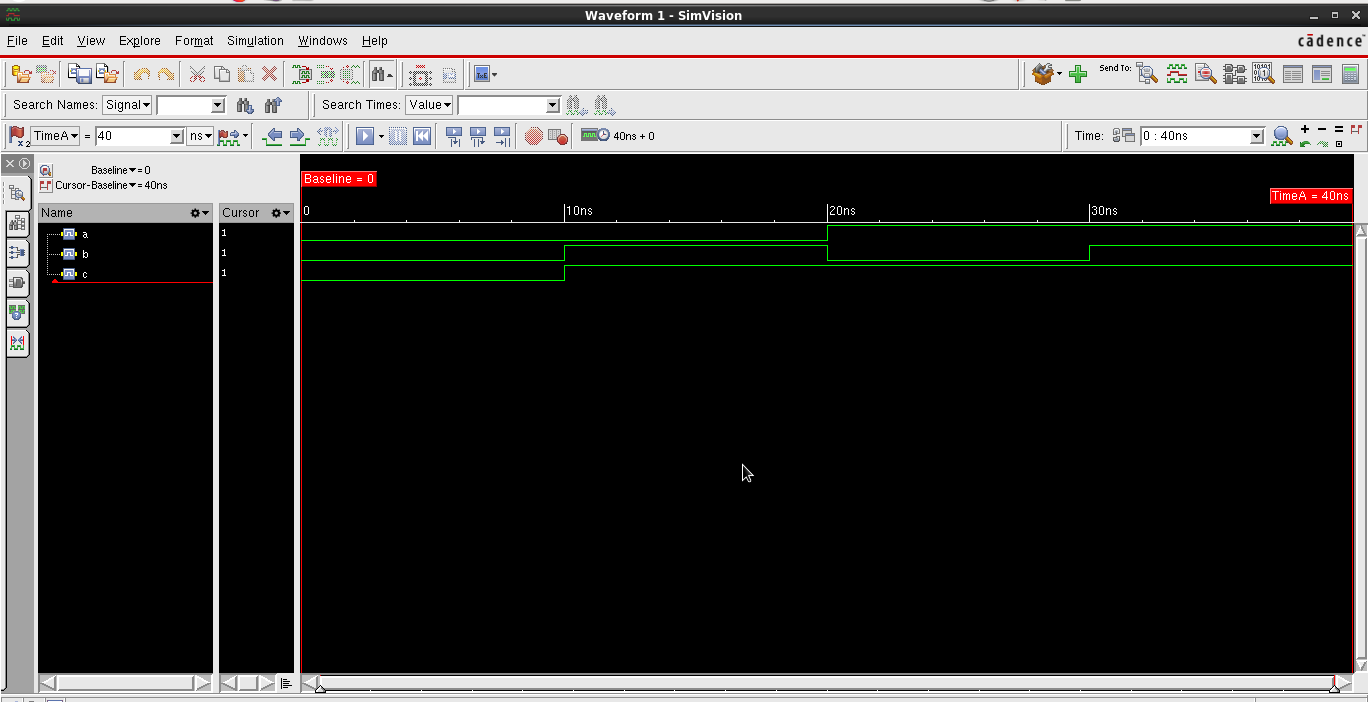 Waveform 1 - SimVision
File Edit View Explore Format Simulation Windows Help
cādence
Send To:
Search Names: Signal Search Times: Value
x2 TimeA = 40 ns 40ns + 0 Time: 0 : 40ns
Baseline = 0
Cursor-Baseline = 40ns
Baseline = 0
TimeA = 40ns
Name Cursor 0 10ns 20ns 30ns
a 1
b 1
c 1